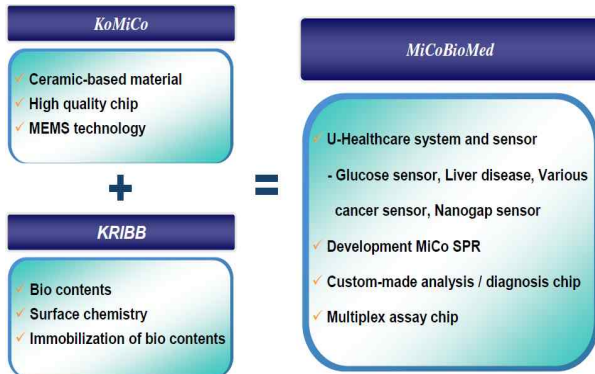 KoMiCo
✓ Ceramic-based material
✓ High quality chip
✓ MEMS technology
+
KRIBB
✓ Bio contents
✓ Surface chemistry
✓ Immobilization of bio contents
=
MiCoBioMed
✓ U-Healthcare system and sensor
- Glucose sensor, Liver disease, Various
cancer sensor, Nanogap sensor
✓ Development MiCo SPR
✓ Custom-made analysis / diagnosis chip
✓ Multiplex assay chip